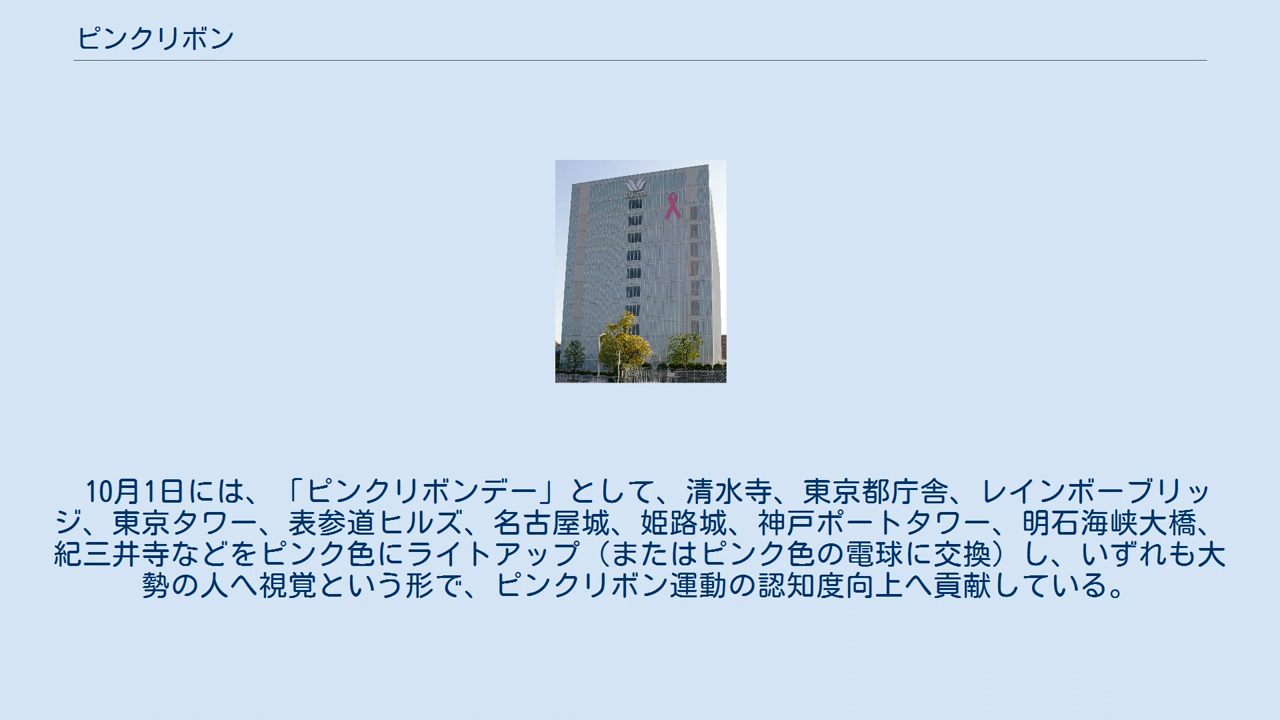 ピンクリボン
10月1日には、「ピンクリボンデー」として、清水寺、東京都庁舎、レインボーブリッ
ジ、東京タワー、表参道ヒルズ、名古屋城、姫路城、神戸ポートタワー、明石海峡大橋、
紀三井寺などをピンク色にライトアップ（またはピンク色の電球に交換）し、いずれも大
勢の人へ視覚という形で、ピンクリボン運動の認知度向上へ貢献している。